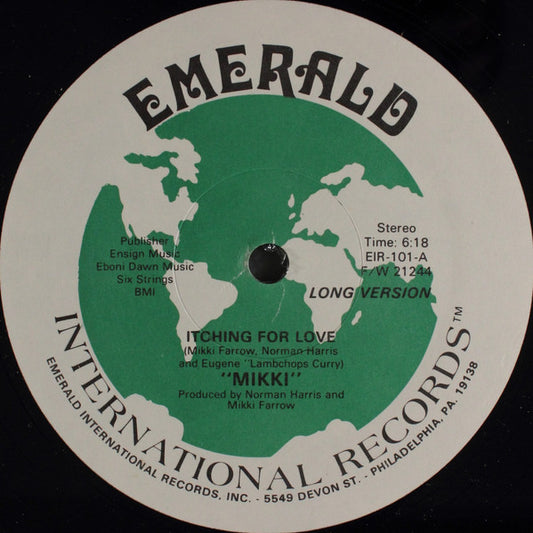 EMERALD
Publisher
Ensign Music
Eboni Dawn Music
Six Strings
BMI
Stereo
Time: 6:18
EIR-101-A
F/W 21244
LONG VERSION
ITCHING FOR LOVE
(Mikki Farrow, Norman Harris
and Eugene "Lambchops Curry)
"MIKKI"
Produced by Norman Harris and
Mikki Farrow
INTERNATIONAL RECORDS™
EMERALD INTERNATIONAL RECORDS, INC. - 5549 DEVON ST. - PHILADELPHIA, PA. 19138